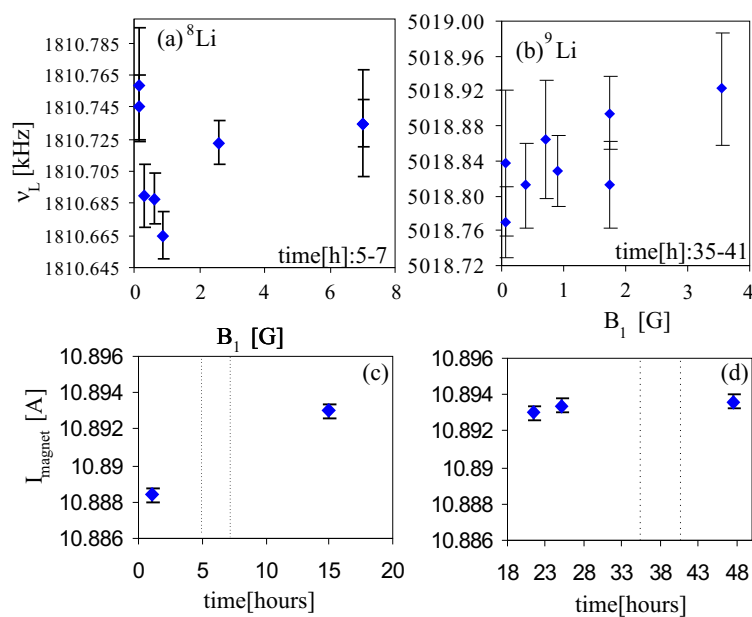 (a) ⁸Li
ν_L [kHz]
1810.785
1810.765
1810.745
1810.725
1810.705
1810.685
1810.665
1810.645
time[h]:5-7
0 2 4 6 8
B₁ [G]
(b) ⁹Li
5019.00
5018.96
5018.92
5018.88
5018.84
5018.80
5018.76
5018.72
time[h]:35-41
0 1 2 3 4
B₁ [G]
(c)
I_magnet [A]
10.896
10.894
10.892
10.89
10.888
10.886
0 5 10 15 20
time[hours]
(d)
10.896
10.894
10.892
10.89
10.888
10.886
18 23 28 33 38 43 48
time[hours]